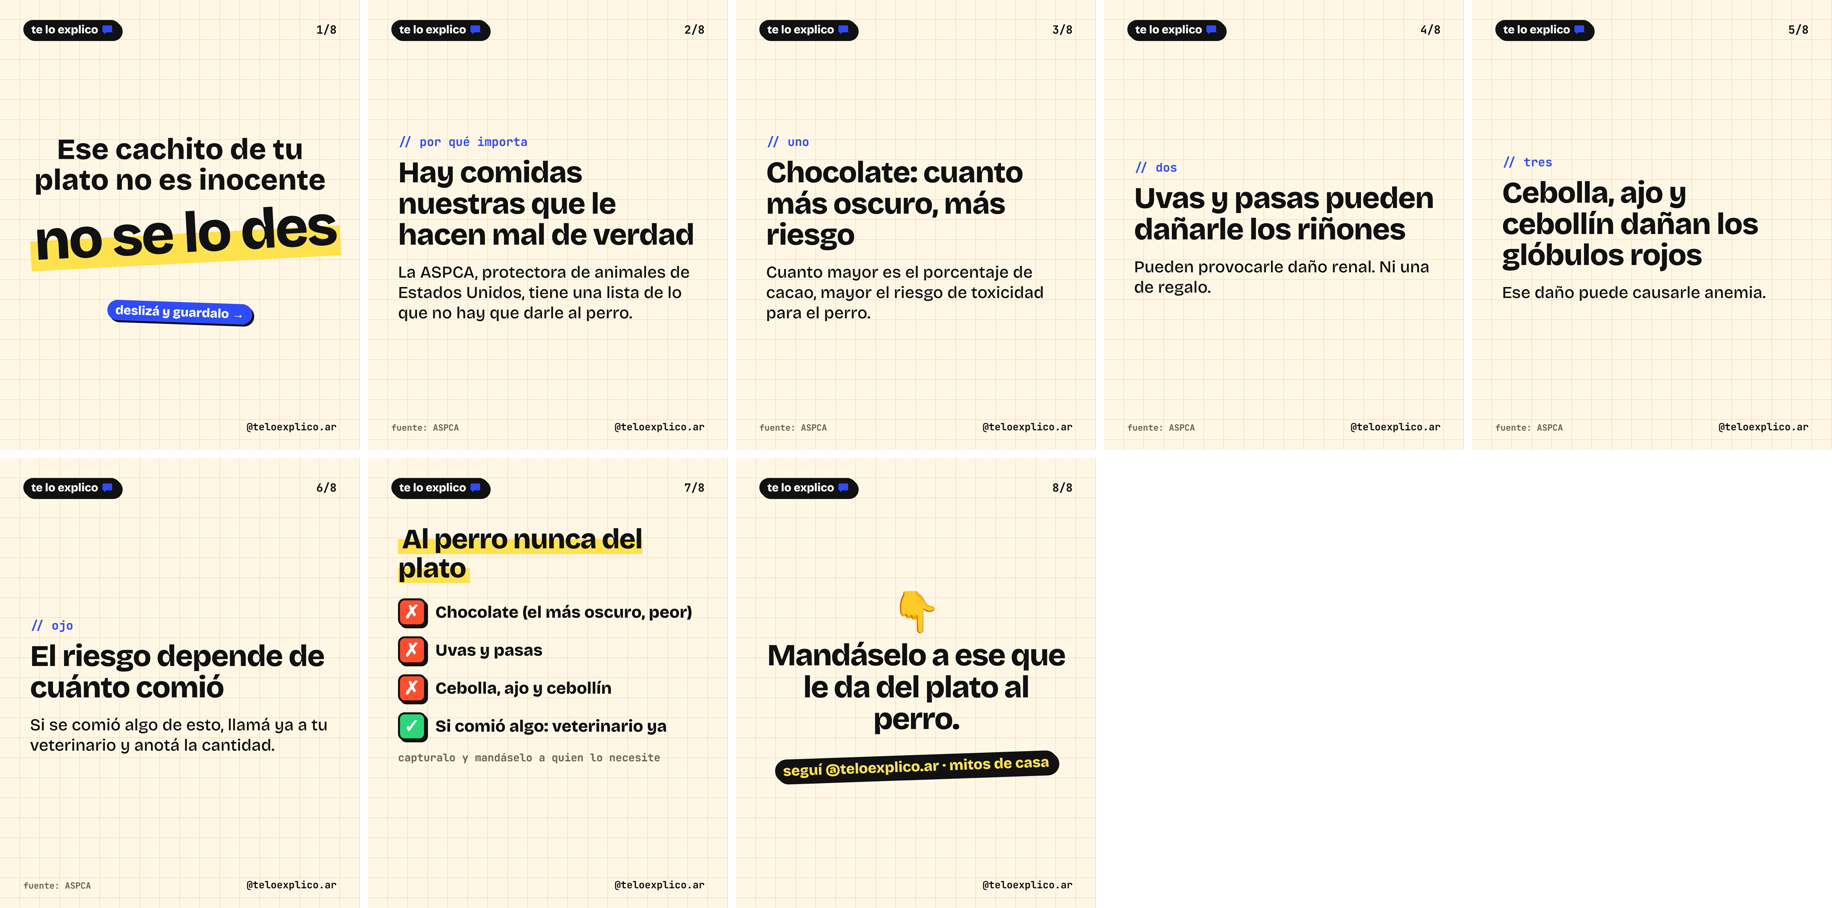 te lo explico
1/8
Ese cachito de tu
plato no es inocente
no se lo des
deslizá y guardalo →
@teloexplico.ar
te lo explico
2/8
// por qué importa
Hay comidas
nuestras que le
hacen mal de verdad
La ASPCA, protectora de animales de
Estados Unidos, tiene una lista de lo
que no hay que darle al perro.
fuente: ASPCA
@teloexplico.ar
te lo explico
3/8
// uno
Chocolate: cuanto
más oscuro, más
riesgo
Cuanto mayor es el porcentaje de
cacao, mayor el riesgo de toxicidad
para el perro.
fuente: ASPCA
@teloexplico.ar
te lo explico
4/8
// dos
Uvas y pasas pueden
dañarle los riñones
Pueden provocarle daño renal. Ni una
de regalo.
fuente: ASPCA
@teloexplico.ar
te lo explico
5/8
// tres
Cebolla, ajo y
cebollín dañan los
glóbulos rojos
Ese daño puede causarle anemia.
fuente: ASPCA
@teloexplico.ar
te lo explico
6/8
// ojo
El riesgo depende de
cuánto comió
Si se comió algo de esto, llamá ya a tu
veterinario y anotá la cantidad.
fuente: ASPCA
@teloexplico.ar
te lo explico
7/8
Al perro nunca del
plato
✗ Chocolate (el más oscuro, peor)
✗ Uvas y pasas
✗ Cebolla, ajo y cebollín
✓ Si comió algo: veterinario ya
capturalo y mandáselo a quien lo necesite
@teloexplico.ar
te lo explico
8/8
Mandáselo a ese que
le da del plato al
perro.
seguí @teloexplico.ar · mitos de casa
@teloexplico.ar